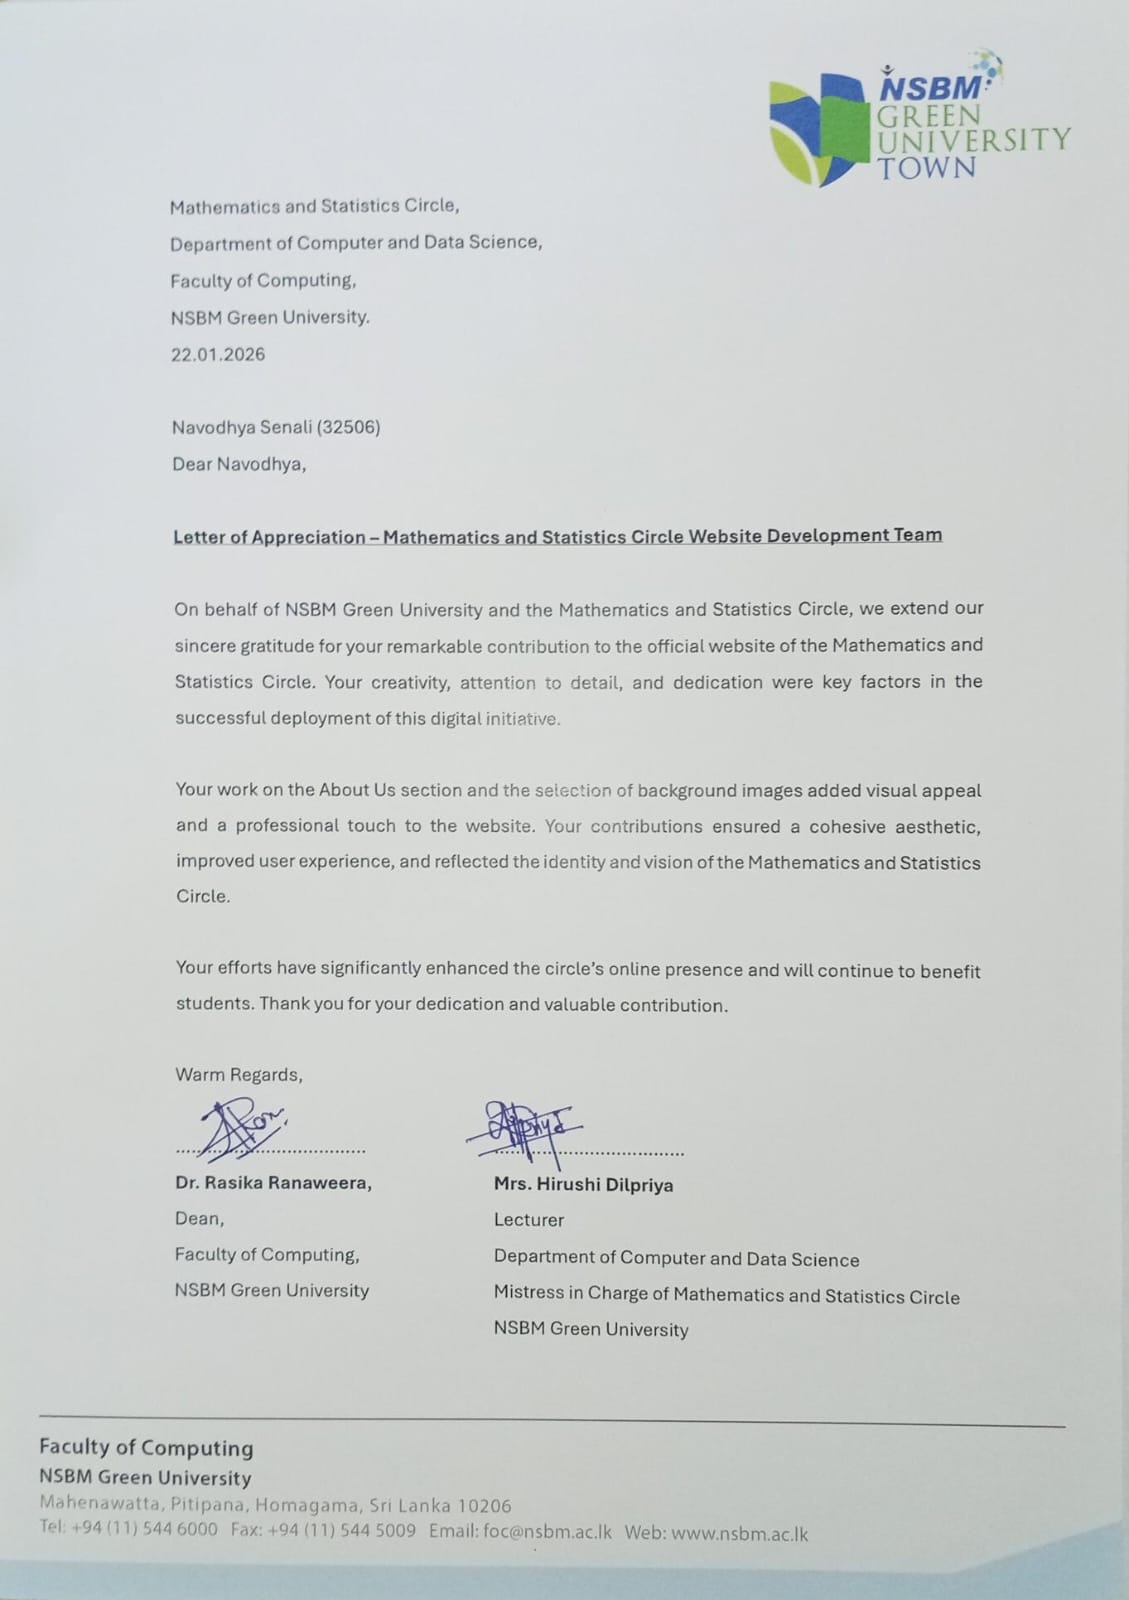 NSBM
GREEN
UNIVERSITY
TOWN
Mathematics and Statistics Circle,
Department of Computer and Data Science,
Faculty of Computing,
NSBM Green University.
22.01.2026
Navodhya Senali (32506)
Dear Navodhya,
Letter of Appreciation – Mathematics and Statistics Circle Website Development Team
On behalf of NSBM Green University and the Mathematics and Statistics Circle, we extend our
sincere gratitude for your remarkable contribution to the official website of the Mathematics and
Statistics Circle. Your creativity, attention to detail, and dedication were key factors in the
successful deployment of this digital initiative.
Your work on the About Us section and the selection of background images added visual appeal
and a professional touch to the website. Your contributions ensured a cohesive aesthetic,
improved user experience, and reflected the identity and vision of the Mathematics and Statistics
Circle.
Your efforts have significantly enhanced the circle's online presence and will continue to benefit
students. Thank you for your dedication and valuable contribution.
Warm Regards,
Dr. Rasika Ranaweera,
Dean,
Faculty of Computing,
NSBM Green University
Mrs. Hirushi Dilpriya
Lecturer
Department of Computer and Data Science
Mistress in Charge of Mathematics and Statistics Circle
NSBM Green University
Faculty of Computing
NSBM Green University
Mahenawatta, Pitipana, Homagama, Sri Lanka 10206
Tel: +94 (11) 544 6000 Fax: +94 (11) 544 5009 Email: foc@nsbm.ac.lk Web: www.nsbm.ac.lk